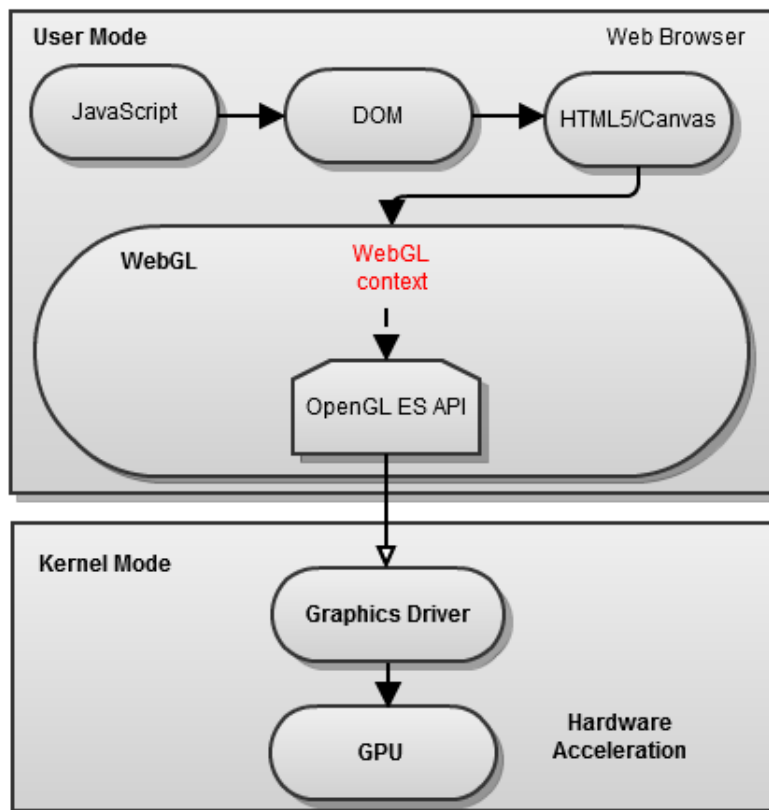 User Mode
Web Browser
JavaScript
DOM
HTML5/Canvas
WebGL
WebGL
context
OpenGL ES API
Kernel Mode
Graphics Driver
GPU
Hardware
Acceleration